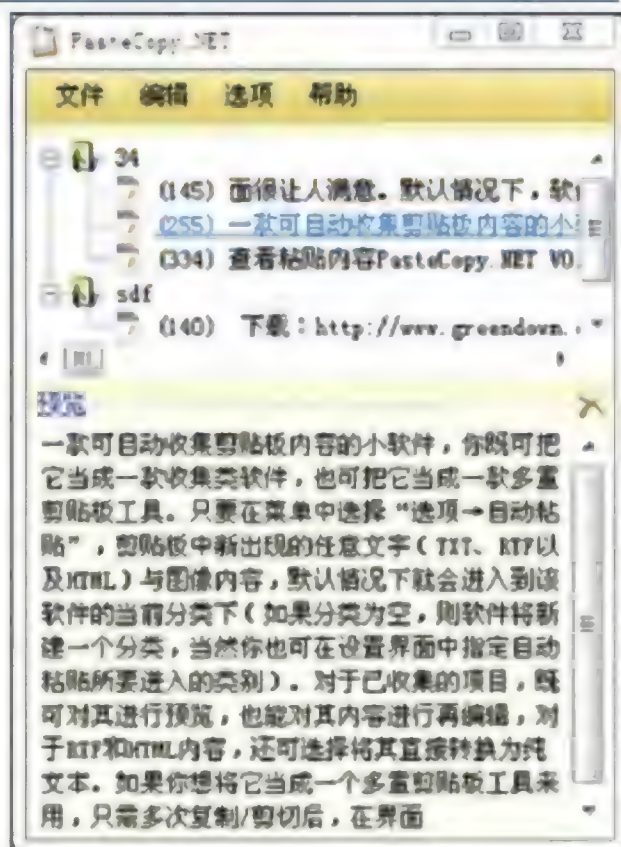 PasteCopy.NET
文件 编辑 选项 帮助
34
(145) 面很让人满意。默认情况下，软
(255) 一款可自动收集剪贴板内容的小
(334) 查看粘贴内容PasteCopy.NET V0.
sdf
(140) 下载：http://www.greendown.
预览
一款可自动收集剪贴板内容的小软件，你既可把
它当成一款收集类软件，也可把它当成一款多重
剪贴板工具。只要在菜单中选择“选项→自动粘
贴”，剪贴板中新出现的任意文字（TXT、RTF以
及HTML）与图像内容，默认情况下就会进入到该
软件的当前分类下（如果分类为空，则软件将新
建一个分类，当然你也可在设置界面中指定自动
粘贴所要进入的类别）。对于已收集的项目，既
可对其进行预览，也能对其内容进行再编辑，对
于RTF和HTML内容，还可选择将其直接转换为纯
文本。如果你想将它当成一个多重剪贴板工具来
用，只需多次复制/剪切后，在界面